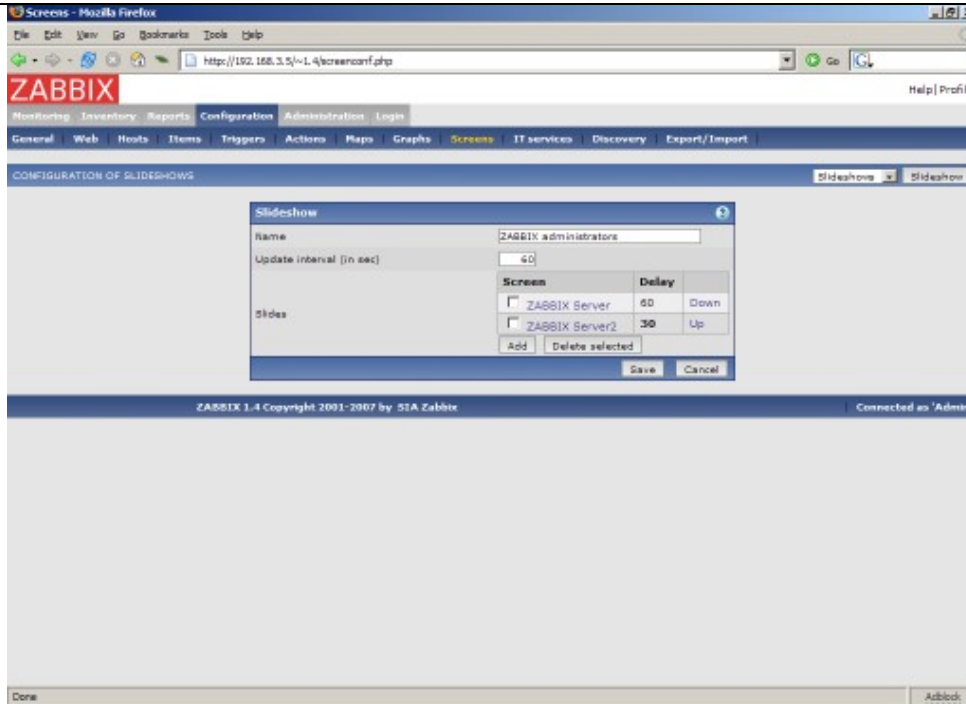 Screens - Mozilla Firefox
File Edit View Go Bookmarks Tools Help
http://192.168.3.5/~1.4/screenconf.php Go
ZABBIX Help | Profil
Monitoring Inventory Reports Configuration Administration Login
General Web Hosts Items Triggers Actions Maps Graphs Screens IT services Discovery Export/Import
CONFIGURATION OF SLIDESHOWS Slideshows Slideshow
Slideshow
Name ZABBIX administrators
Update interval (in sec) 60
Screen Delay
Slides
ZABBIX Server 60 Down
ZABBIX Server2 30 Up
Add Delete selected
Save Cancel
ZABBIX 1.4 Copyright 2001-2007 by SIA Zabbix Connected as 'Admin
Done Adblock